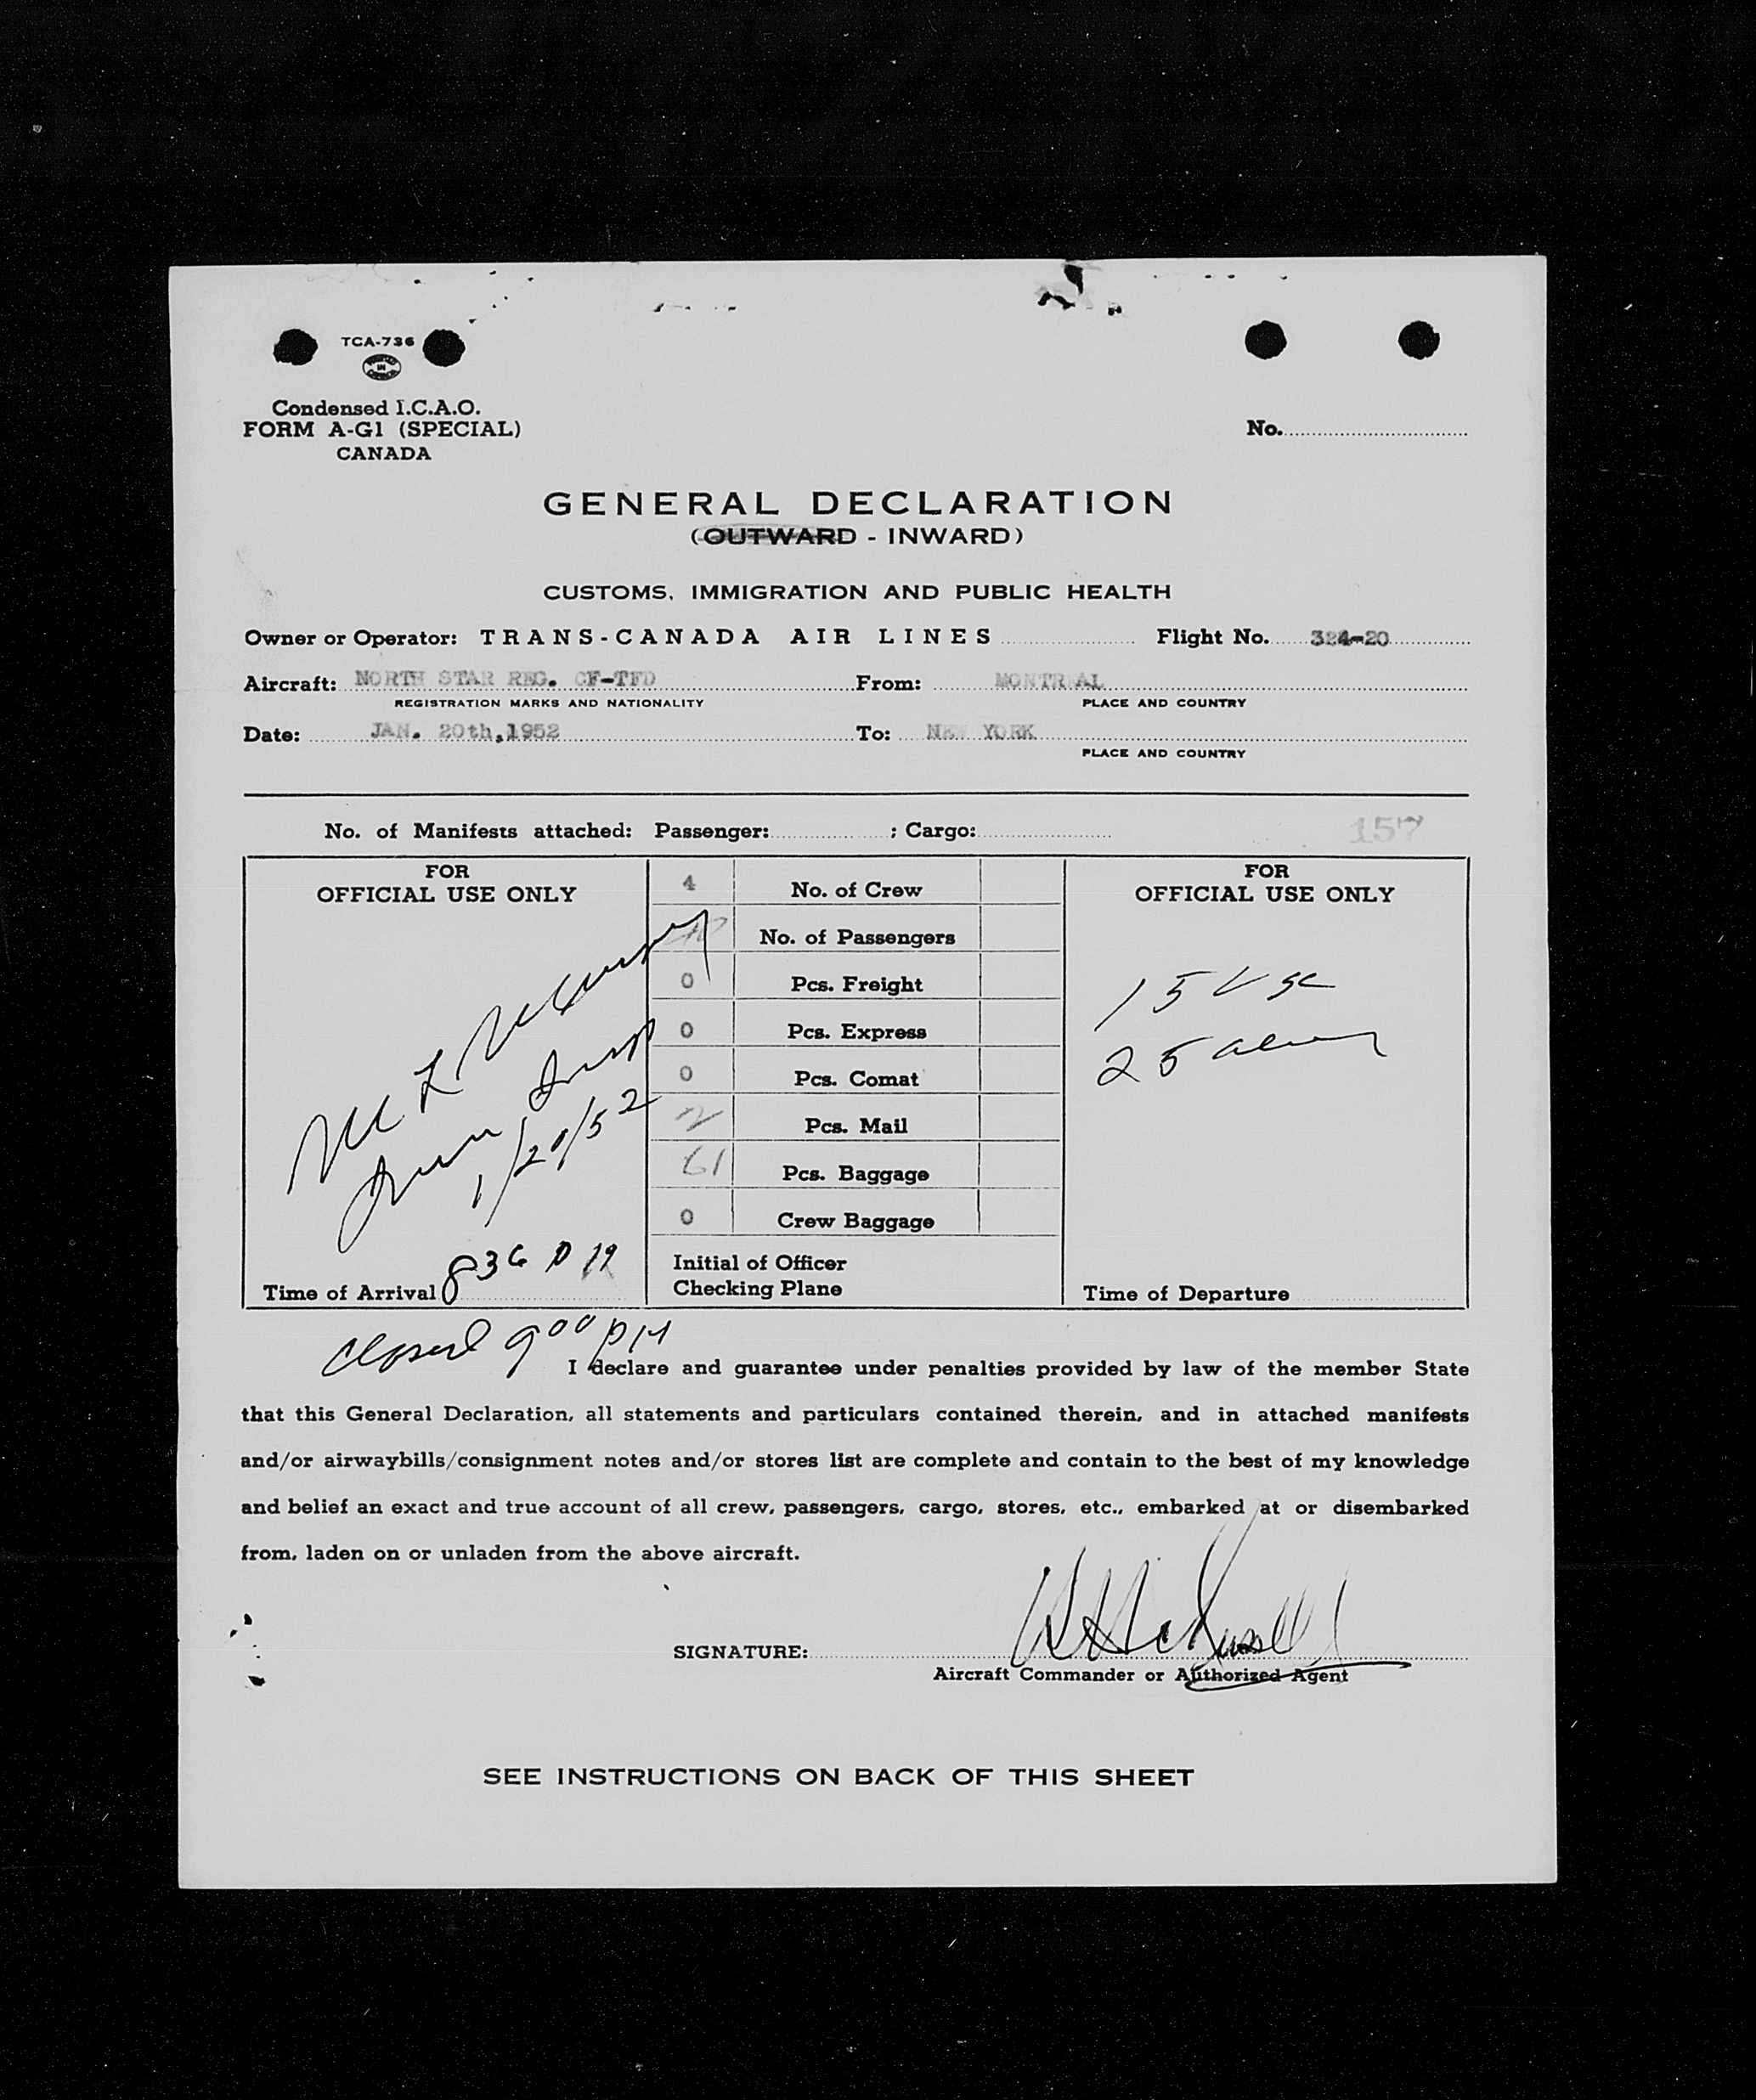 TCA-736
Condensed I.C.A.O.
FORM A-G1 (SPECIAL)
CANADA
No.
GENERAL DECLARATION
(OUTWARD - INWARD)
CUSTOMS, IMMIGRATION AND PUBLIC HEALTH
Owner or Operator: TRANS-CANADA AIR LINES Flight No. 324-20
Aircraft: NORTH STAR REG. CF-TFD From: MONTREAL
REGISTRATION MARKS AND NATIONALITY PLACE AND COUNTRY
Date: JAN. 20th,1952 To: NEW YORK
PLACE AND COUNTRY
No. of Manifests attached: Passenger: ; Cargo: 157
FOR
OFFICIAL USE ONLY
1/20/52
Time of Arrival 836 PM
4 No. of Crew
No. of Passengers
0 Pcs. Freight
0 Pcs. Express
0 Pcs. Comat
2 Pcs. Mail
61 Pcs. Baggage
0 Crew Baggage
Initial of Officer
Checking Plane
FOR
OFFICIAL USE ONLY
15 USC
25
Time of Departure
Closed 900 PM
I declare and guarantee under penalties provided by law of the member State
that this General Declaration, all statements and particulars contained therein, and in attached manifests
and/or airwaybills/consignment notes and/or stores list are complete and contain to the best of my knowledge
and belief an exact and true account of all crew, passengers, cargo, stores, etc., embarked at or disembarked
from, laden on or unladen from the above aircraft.
SIGNATURE:
Aircraft Commander or Authorized Agent
SEE INSTRUCTIONS ON BACK OF THIS SHEET